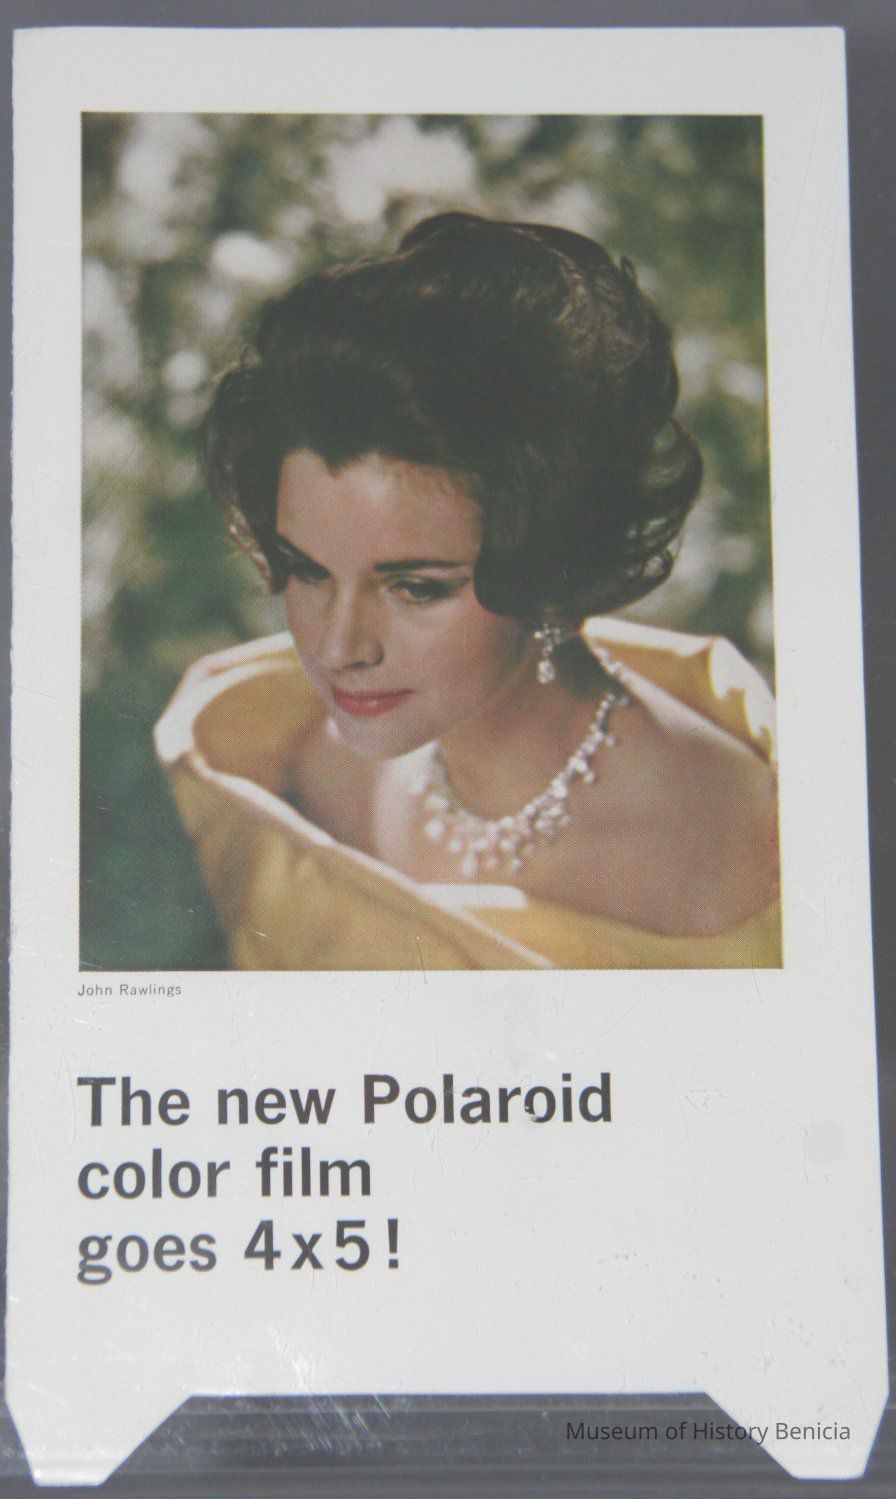 John Rawlings
The new Polaroid
color film
goes 4x5!
Museum of History Benicia